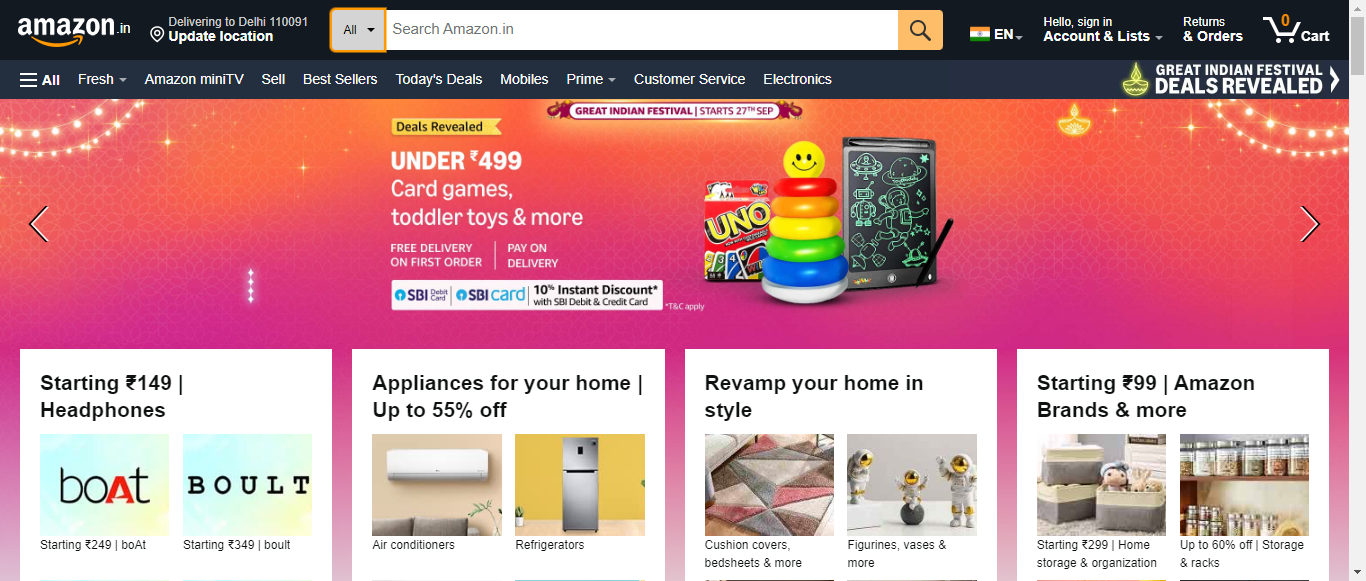 amazon.in
Delivering to Delhi 110091
Update location
All
Search Amazon.in
EN
Hello, sign in
Account & Lists
Returns
& Orders
0
Cart
All
Fresh
Amazon miniTV
Sell
Best Sellers
Today's Deals
Mobiles
Prime
Customer Service
Electronics
GREAT INDIAN FESTIVAL
DEALS REVEALED
GREAT INDIAN FESTIVAL | STARTS 27TH SEP
Deals Revealed
UNDER ₹499
Card games,
toddler toys & more
FREE DELIVERY
ON FIRST ORDER
PAY ON
DELIVERY
SBI Debit Card
SBI card
10% Instant Discount*
with SBI Debit & Credit Card
*T&C apply
UNO
Starting ₹149 |
Headphones
boAt
BOULT
Starting ₹249 | boAt
Starting ₹349 | boult
Appliances for your home |
Up to 55% off
Air conditioners
Refrigerators
Revamp your home in
style
Cushion covers,
bedsheets & more
Figurines, vases &
more
Starting ₹99 | Amazon
Brands & more
Starting ₹299 | Home
storage & organization
Up to 60% off | Storage
& racks